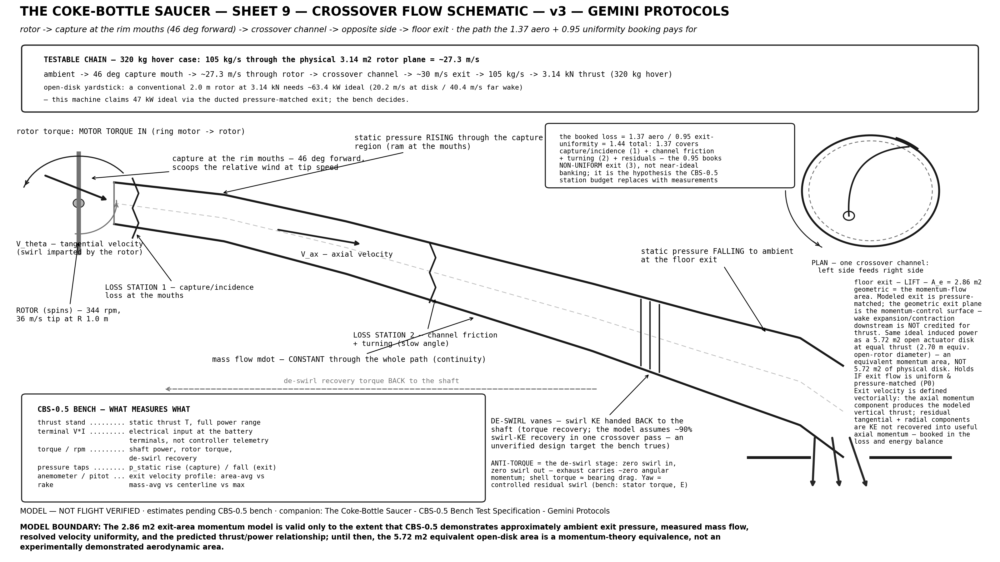 THE COKE-BOTTLE SAUCER — SHEET 9 — CROSSOVER FLOW SCHEMATIC — v3 — GEMINI PROTOCOLS
rotor -> capture at the rim mouths (46 deg forward) -> crossover channel -> opposite side -> floor exit · the path the 1.37 aero + 0.95 uniformity booking pays for
TESTABLE CHAIN — 320 kg hover case: 105 kg/s through the physical 3.14 m2 rotor plane = ~27.3 m/s
ambient -> 46 deg capture mouth -> ~27.3 m/s through rotor -> crossover channel -> ~30 m/s exit -> 105 kg/s -> 3.14 kN thrust (320 kg hover)
open-disk yardstick: a conventional 2.0 m rotor at 3.14 kN needs ~63.4 kW ideal (20.2 m/s at disk / 40.4 m/s far wake)
— this machine claims 47 kW ideal via the ducted pressure-matched exit; the bench decides.
rotor torque: MOTOR TORQUE IN (ring motor -> rotor)
static pressure RISING through the capture
region (ram at the mouths)
capture at the rim mouths — 46 deg forward,
scoops the relative wind at tip speed
the booked loss = 1.37 aero / 0.95 exit-
uniformity = 1.44 total: 1.37 covers
capture/incidence (1) + channel friction
+ turning (2) + residuals — the 0.95 books
NON-UNIFORM exit (3), not near-ideal
banking; it is the hypothesis the CBS-0.5
station budget replaces with measurements
V_theta — tangential velocity
(swirl imparted by the rotor)
V_ax — axial velocity
static pressure FALLING to ambient
at the floor exit
PLAN — one crossover channel:
left side feeds right side
LOSS STATION 1 — capture/incidence
loss at the mouths
ROTOR (spins) — 344 rpm,
36 m/s tip at R 1.0 m
LOSS STATION 2 — channel friction
+ turning (slow angle)
mass flow mdot — CONSTANT through the whole path (continuity)
de-swirl recovery torque BACK to the shaft
floor exit — LIFT — A_e = 2.86 m2
geometric = the momentum-flow
area. Modeled exit is pressure-
matched; the geometric exit plane
is the momentum-control surface —
wake expansion/contraction
downstream is NOT credited for
thrust. Same ideal induced power
as a 5.72 m2 open actuator disk
at equal thrust (2.70 m equiv.
open-rotor diameter) — an
equivalent momentum area, NOT
5.72 m2 of physical disk. Holds
IF exit flow is uniform &
pressure-matched (P0)
Exit velocity is defined
vectorially: the axial momentum
component produces the modeled
vertical thrust; residual
tangential + radial components
are KE not recovered into useful
axial momentum — booked in the
loss and energy balance
CBS-0.5 BENCH — WHAT MEASURES WHAT
thrust stand ......... static thrust T, full power range
terminal V*I ......... electrical input at the battery
terminals, not controller telemetry
torque / rpm ......... shaft power, rotor torque,
de-swirl recovery
pressure taps ........ p_static rise (capture) / fall (exit)
anemometer / pitot ... exit velocity profile: area-avg vs
rake mass-avg vs centerline vs max
DE-SWIRL vanes — swirl KE handed BACK to the
shaft (torque recovery; the model assumes ~90%
swirl-KE recovery in one crossover pass — an
unverified design target the bench trues)
ANTI-TORQUE = the de-swirl stage: zero swirl in,
zero swirl out — exhaust carries ~zero angular
momentum; shell torque ≈ bearing drag. Yaw =
controlled residual swirl (bench: stator torque, E)
MODEL — NOT FLIGHT VERIFIED · estimates pending CBS-0.5 bench · companion: The Coke-Bottle Saucer - CBS-0.5 Bench Test Specification - Gemini Protocols
MODEL BOUNDARY: The 2.86 m2 exit-area momentum model is valid only to the extent that CBS-0.5 demonstrates approximately ambient exit pressure, measured mass flow,
resolved velocity uniformity, and the predicted thrust/power relationship; until then, the 5.72 m2 equivalent open-disk area is a momentum-theory equivalence, not an
experimentally demonstrated aerodynamic area.